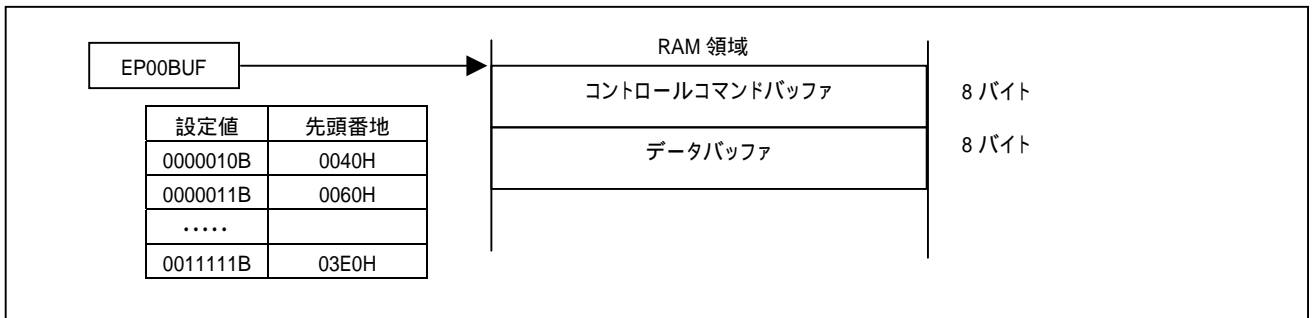 EP00BUF
RAM 領域
コントロールコマンドバッファ
8 バイト
データバッファ
8 バイト
設定値 先頭番地
0000010B 0040H
0000011B 0060H
・・・・・
0011111B 03E0H